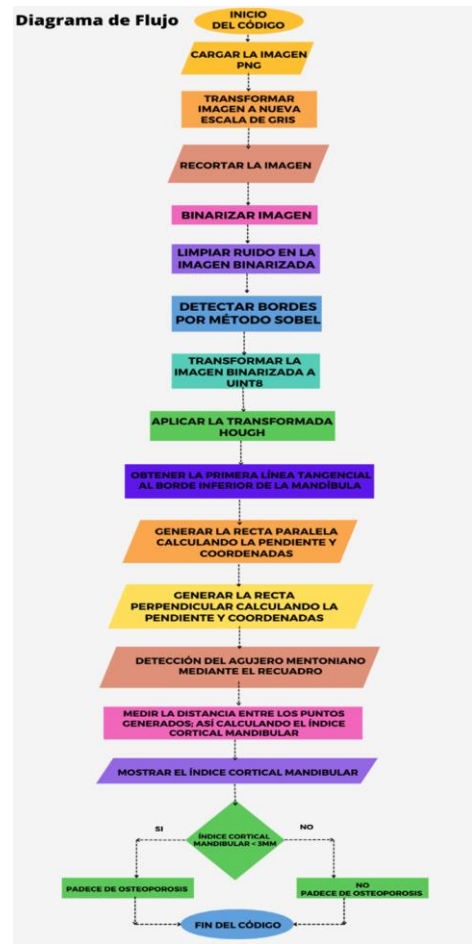 Diagrama de Flujo
INICIO
DEL CÓDIGO
CARGAR LA IMAGEN
PNG
TRANSFORMAR
IMAGEN A NUEVA
ESCALA DE GRIS
RECORTAR LA IMAGEN
BINARIZAR IMAGEN
LIMPIAR RUIDO EN LA
IMAGEN BINARIZADA
DETECTAR BORDES
POR MÉTODO SOBEL
TRANSFORMAR LA
IMAGEN BINARIZADA A
UINT8
APLICAR LA TRANSFORMADA
HOUGH
OBTENER LA PRIMERA LÍNEA TANGENCIAL
AL BORDE INFERIOR DE LA MANDÍBULA
GENERAR LA RECTA PARALELA
CALCULANDO LA PENDIENTE Y
COORDENADAS
GENERAR LA RECTA
PERPENDICULAR CALCULANDO LA
PENDIENTE Y COORDENADAS
DETECCIÓN DEL AGUJERO MENTONIANO
MEDIANTE EL RECUADRO
MEDIR LA DISTANCIA ENTRE LOS PUNTOS
GENERADOS; ASÍ CALCULANDO EL ÍNDICE
CORTICAL MANDIBULAR
MOSTRAR EL ÍNDICE CORTICAL MANDIBULAR
SI
NO
ÍNDICE CORTICAL
MANDIBULAR < 3MM
PADECE DE OSTEOPOROSIS
NO
PADECE DE OSTEOPOROSIS
FIN DEL CÓDIGO